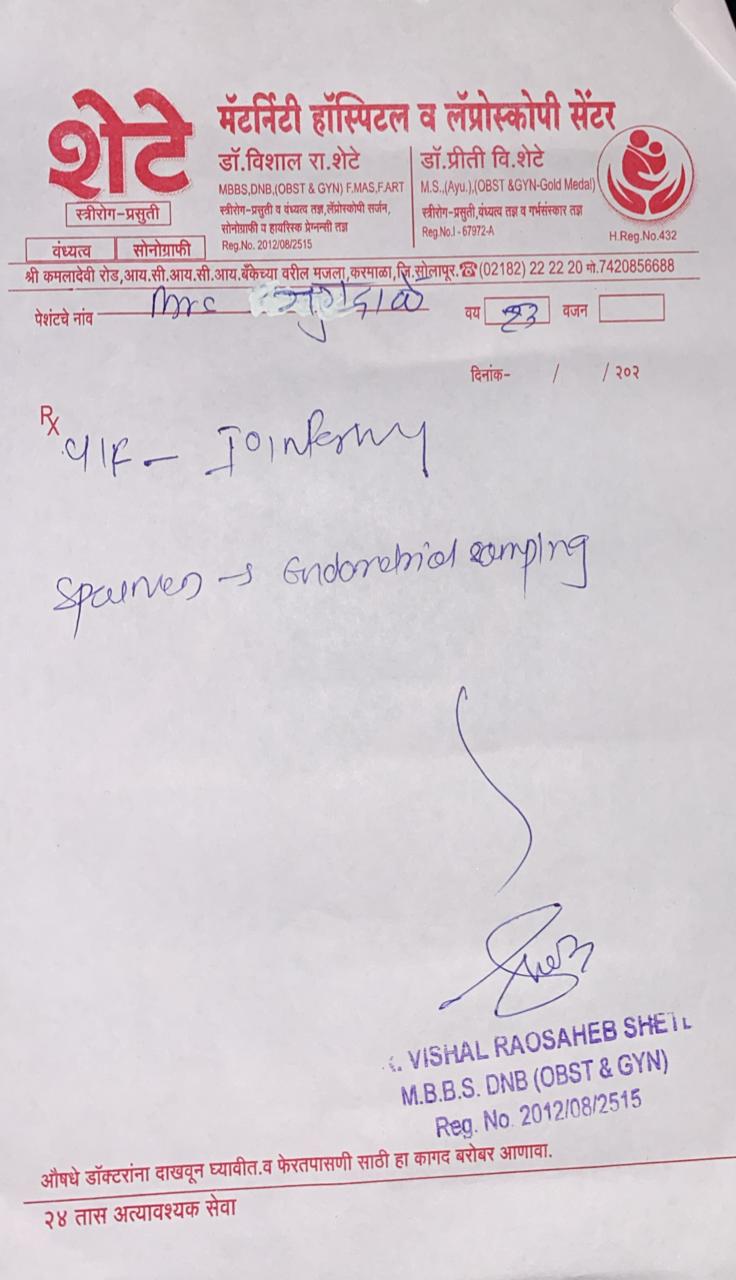 शेटे
स्त्रीरोग-प्रसुती
वंध्यत्व सोनोग्राफी
मॅटर्निटी हॉस्पिटल व लॅप्रोस्कोपी सेंटर
डॉ.विशाल रा.शेटे
MBBS,DNB,(OBST & GYN) F.MAS,F.ART
स्त्रीरोग-प्रसुती व वंध्यत्व तज्ञ,लॅप्रोस्कोपी सर्जन,
सोनोग्राफी व हायरिस्क प्रेग्नन्सी तज्ञ
Reg.No. 2012/08/2515
डॉ.प्रीती वि.शेटे
M.S.,(Ayu.),(OBST &GYN-Gold Medal)
स्त्रीरोग-प्रसुती,वंध्यत्व तज्ञ व गर्भसंस्कार तज्ञ
Reg.No.I - 67972-A
H.Reg.No.432
श्री कमलादेवी रोड,आय.सी.आय.सी.आय.बँकेच्या वरील मजला,करमाळा,जि.सोलापूर.☎(02182) 22 22 20 मो.7420856688
पेशंटचे नांव Mrs
वय 23 वजन
दिनांक- / / २०२
Rx
Spacimen → Endometrial sampling
VISHAL RAOSAHEB
M.B.B.S. DNB (OBST & GYN)
Reg. No. 2012/08/2515
औषधे डॉक्टरांना दाखवून घ्यावीत.व फेरतपासणी साठी हा कागद बरोबर आणावा.
२४ तास अत्यावश्यक सेवा